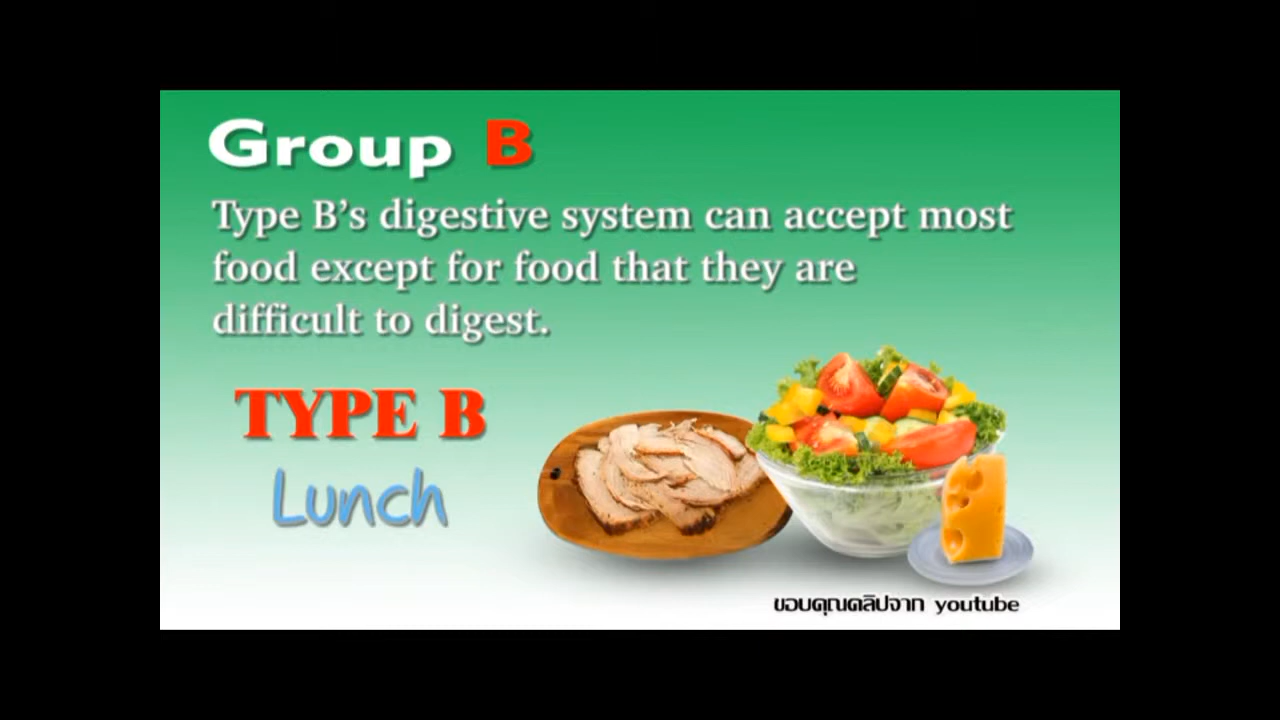 Group B
Type B’s digestive system can accept most
food except for food that they are
difficult to digest.
TYPE B
Lunch
ขอบคุณคลิปจาก youtube